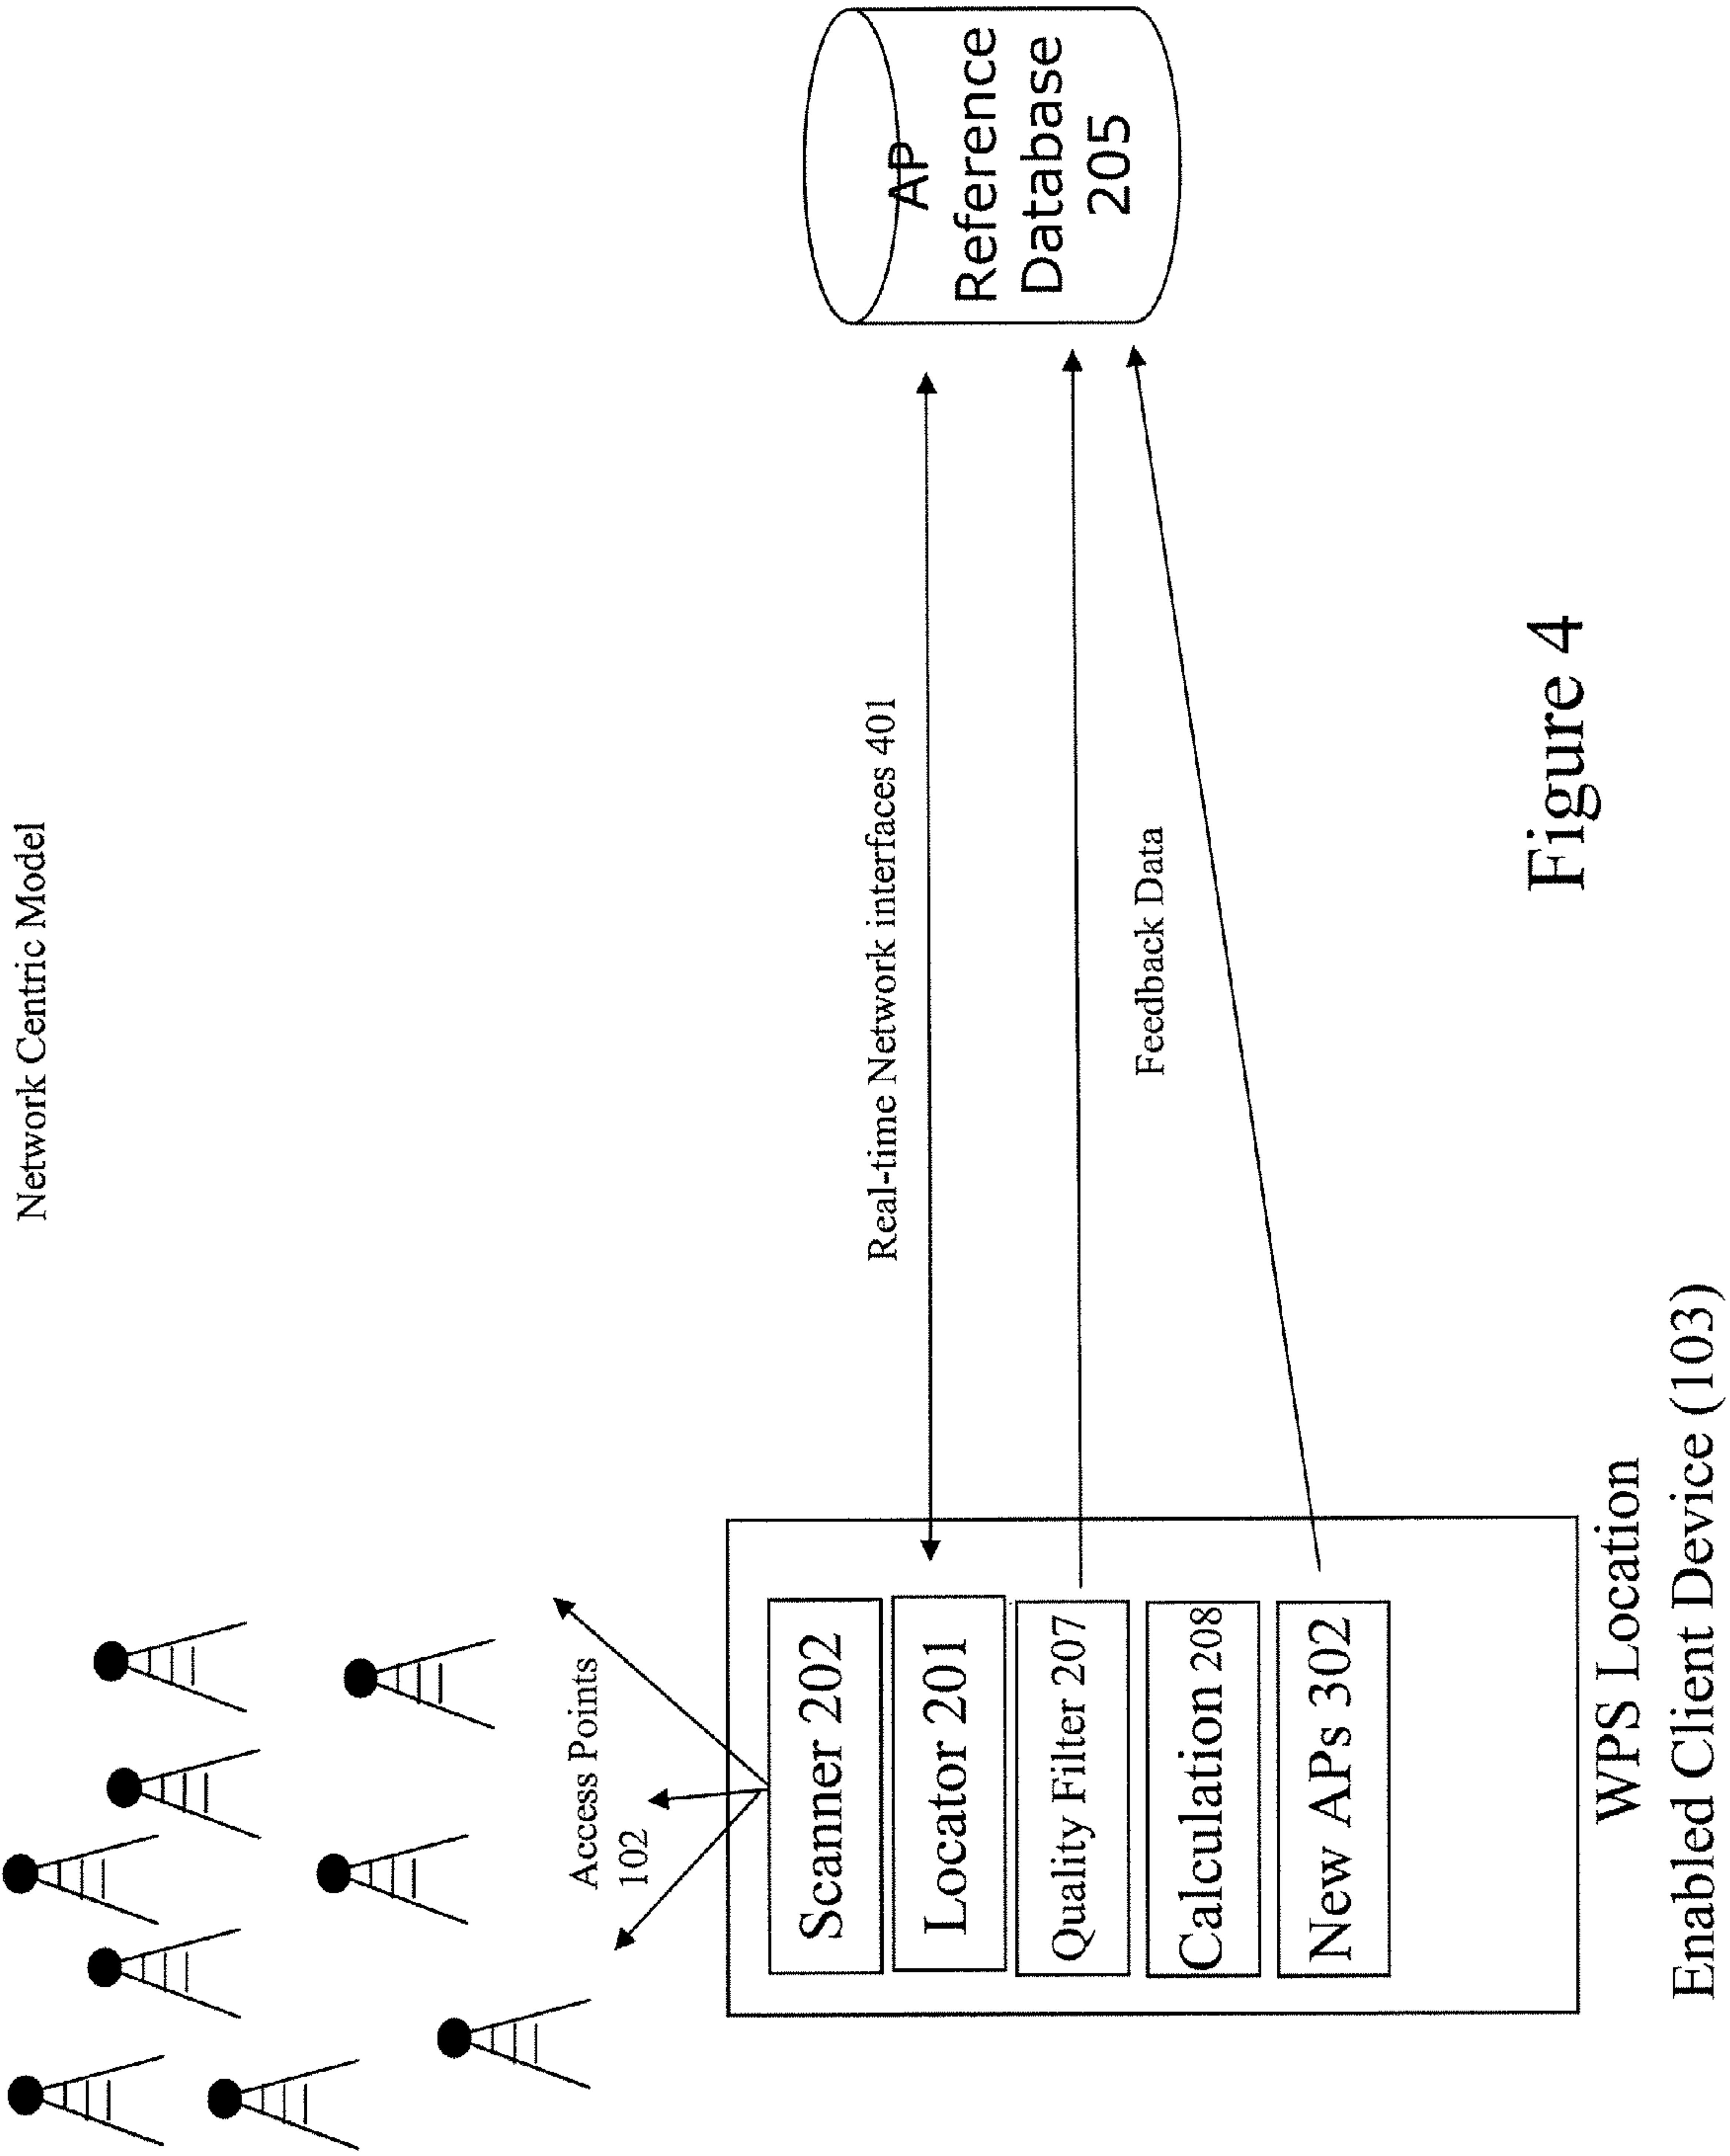 Network Centric Model
Access Points
102
Scanner 202
Locator 201
Quality Filter 207
Calculation 208
New APs 302
WPS Location
Enabled Client Device (103)
Real-time Network interfaces 401
Feedback Data
AP
Reference
Database
205
Figure 4